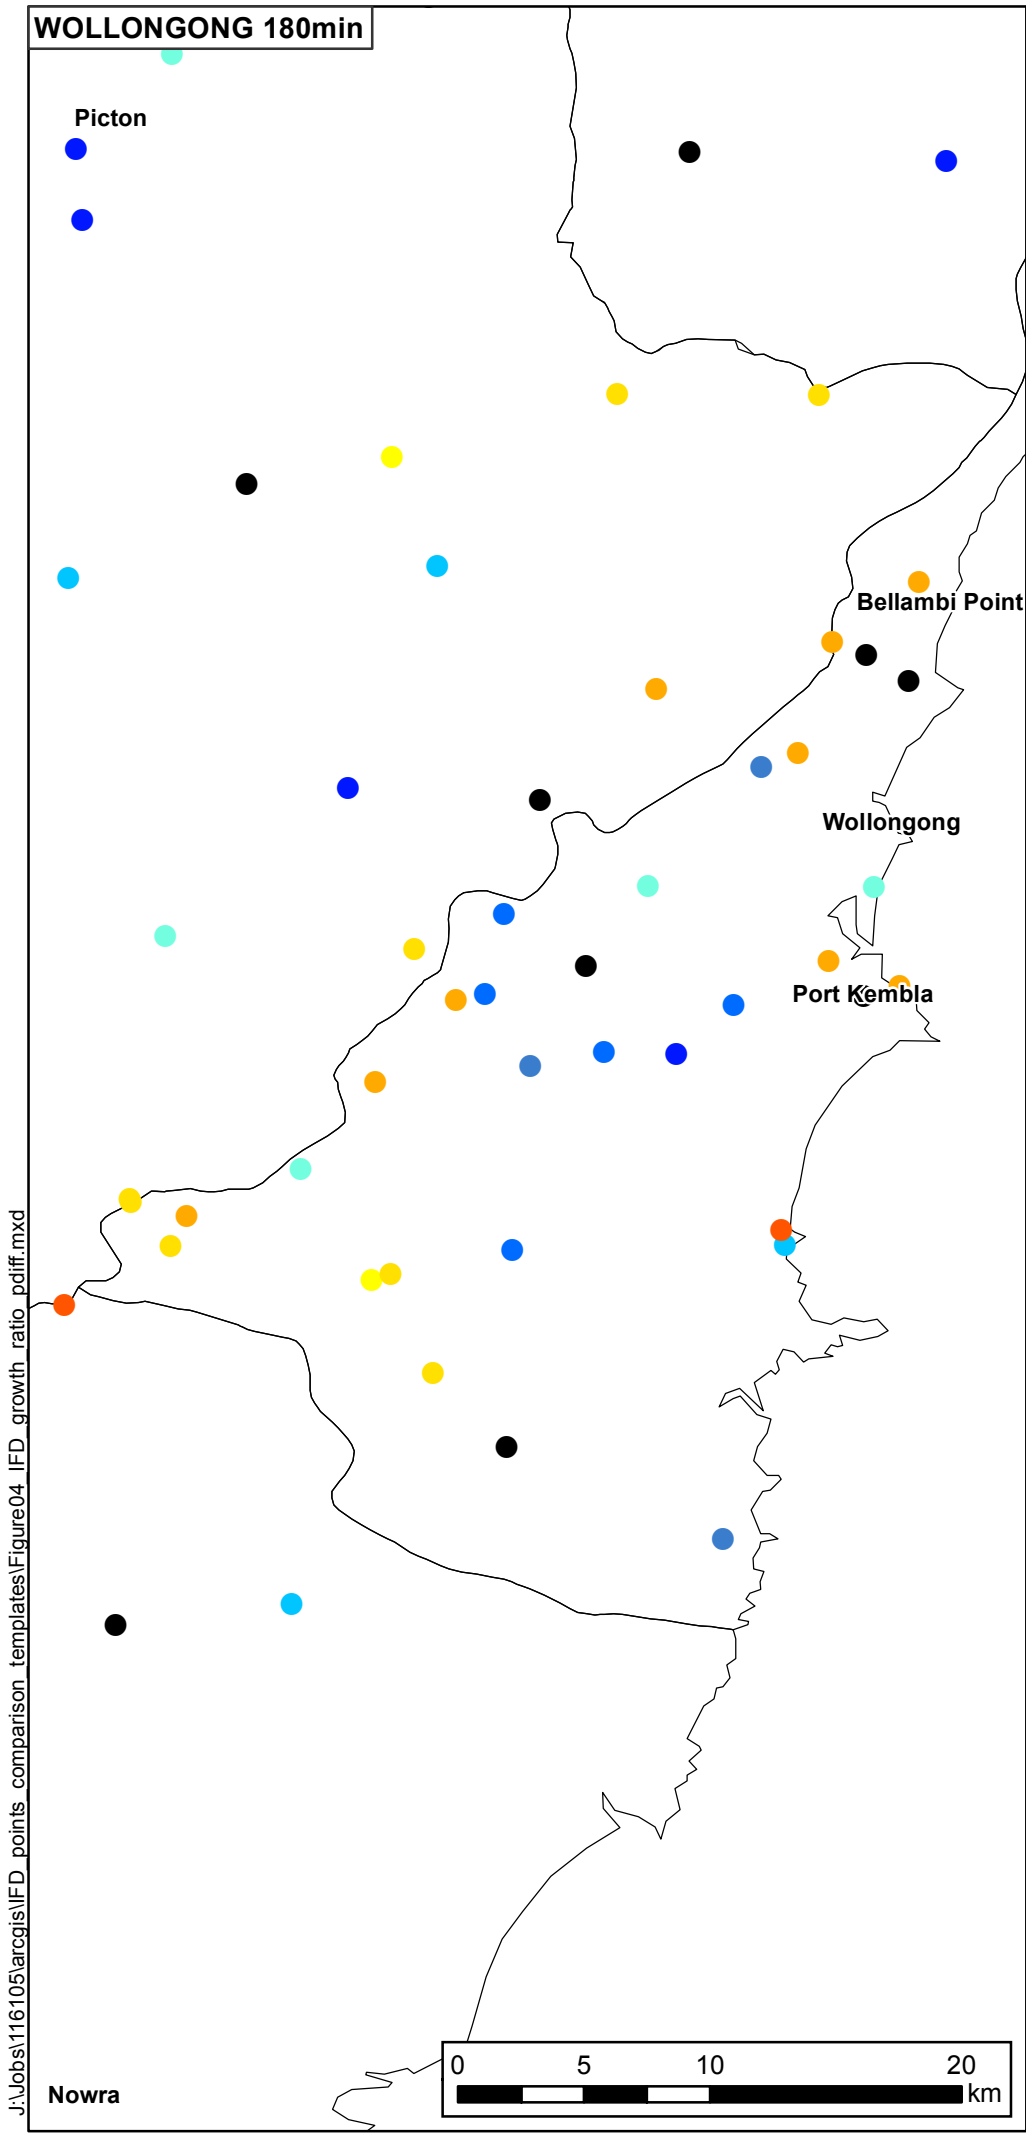 WOLLONGONG 180min
Picton
Bellambi Point
Wollongong
Port Kembla
J:\Jobs\116105\arcgis\IFD_points_comparison_templates\Figure04_IFD_growth_ratio_pdiff.mxd
Nowra
0 5 10 20
km